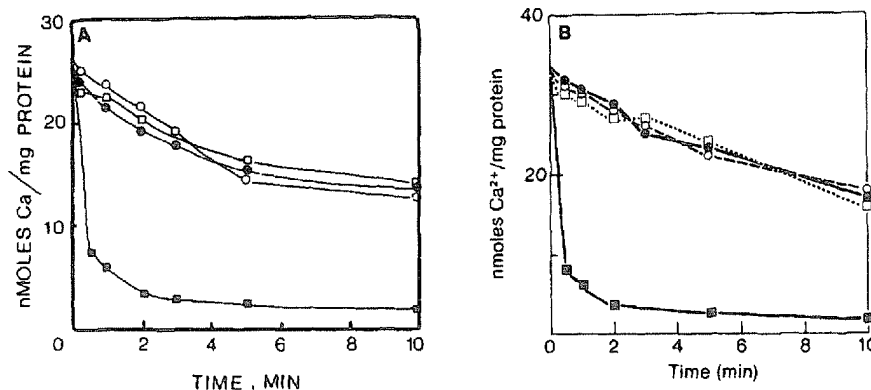 A
30
20
10
0
nMOLES Ca/mg PROTEIN
0 2 4 6 8 10
TIME, MIN
B
40
20
0
nmoles Ca²⁺/mg protein
0 2 4 6 8 10
Time (min)